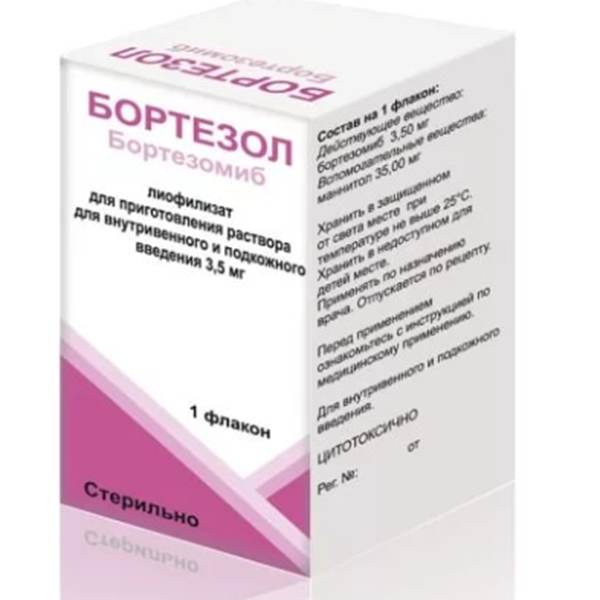 БОРТЕЗОЛ
Бортезомиб
БОРТЕЗОЛ
Бортезомиб
лиофилизат
для приготовления раствора
для внутривенного и подкожного
введения 3,5 мг
1 флакон
Стерильно
Состав на 1 флакон:
Действующее вещество:
бортезомиб 3,50 мг
Вспомогательные вещества:
маннитол 35,00 мг
Хранить в защищенном
от света месте при
температуре не выше 25°С.
Хранить в недоступном для
детей месте.
Применять по назначению
врача. Отпускается по рецепту.
Перед применением
ознакомьтесь с инструкцией по
медицинскому применению.
Для внутривенного и подкожного
введения.
ЦИТОТОКСИЧНО
Рег. №: от